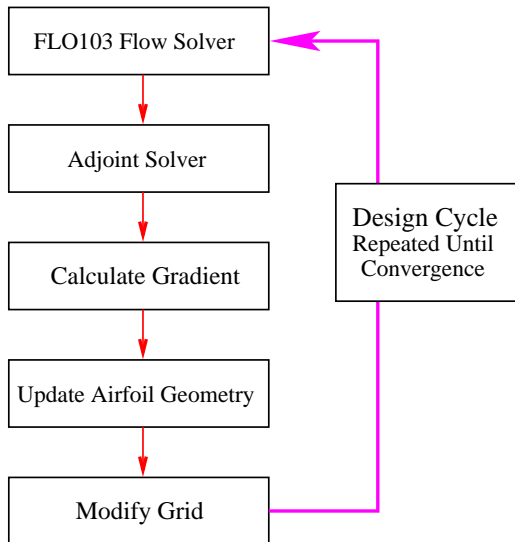 FLO103 Flow Solver
Adjoint Solver
Calculate Gradient
Update Airfoil Geometry
Modify Grid
Design Cycle
Repeated Until
Convergence